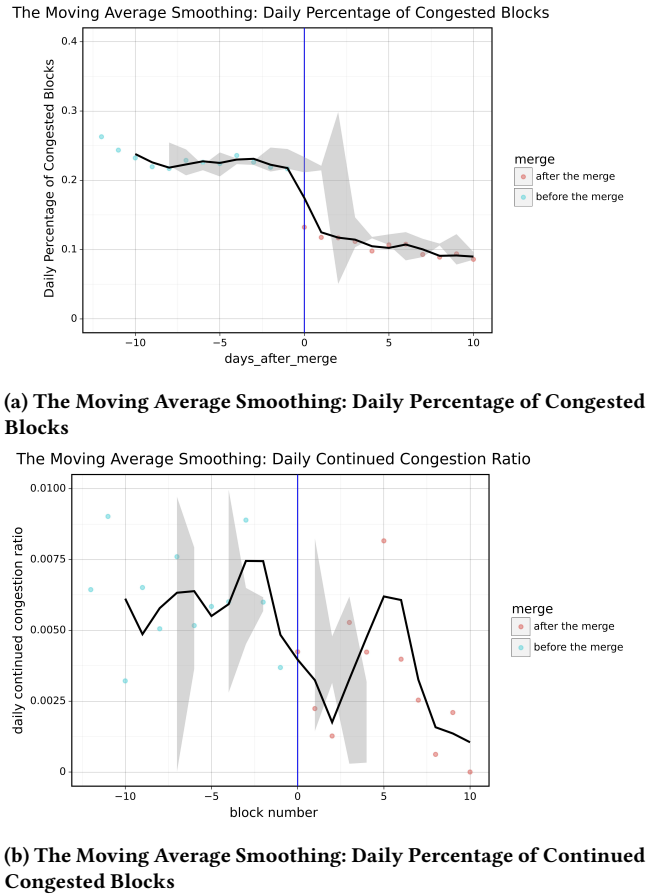 The Moving Average Smoothing: Daily Percentage of Congested Blocks
Daily Percentage of Congested Blocks
0.4
0.3
0.2
0.1
0
−10
−5
0
5
10
days_after_merge
merge
after the merge
before the merge
(a) The Moving Average Smoothing: Daily Percentage of Congested
Blocks
The Moving Average Smoothing: Daily Continued Congestion Ratio
daily continued congestion ratio
0.0100
0.0075
0.0050
0.0025
0
−10
−5
0
5
10
block number
merge
after the merge
before the merge
(b) The Moving Average Smoothing: Daily Percentage of Continued
Congested Blocks